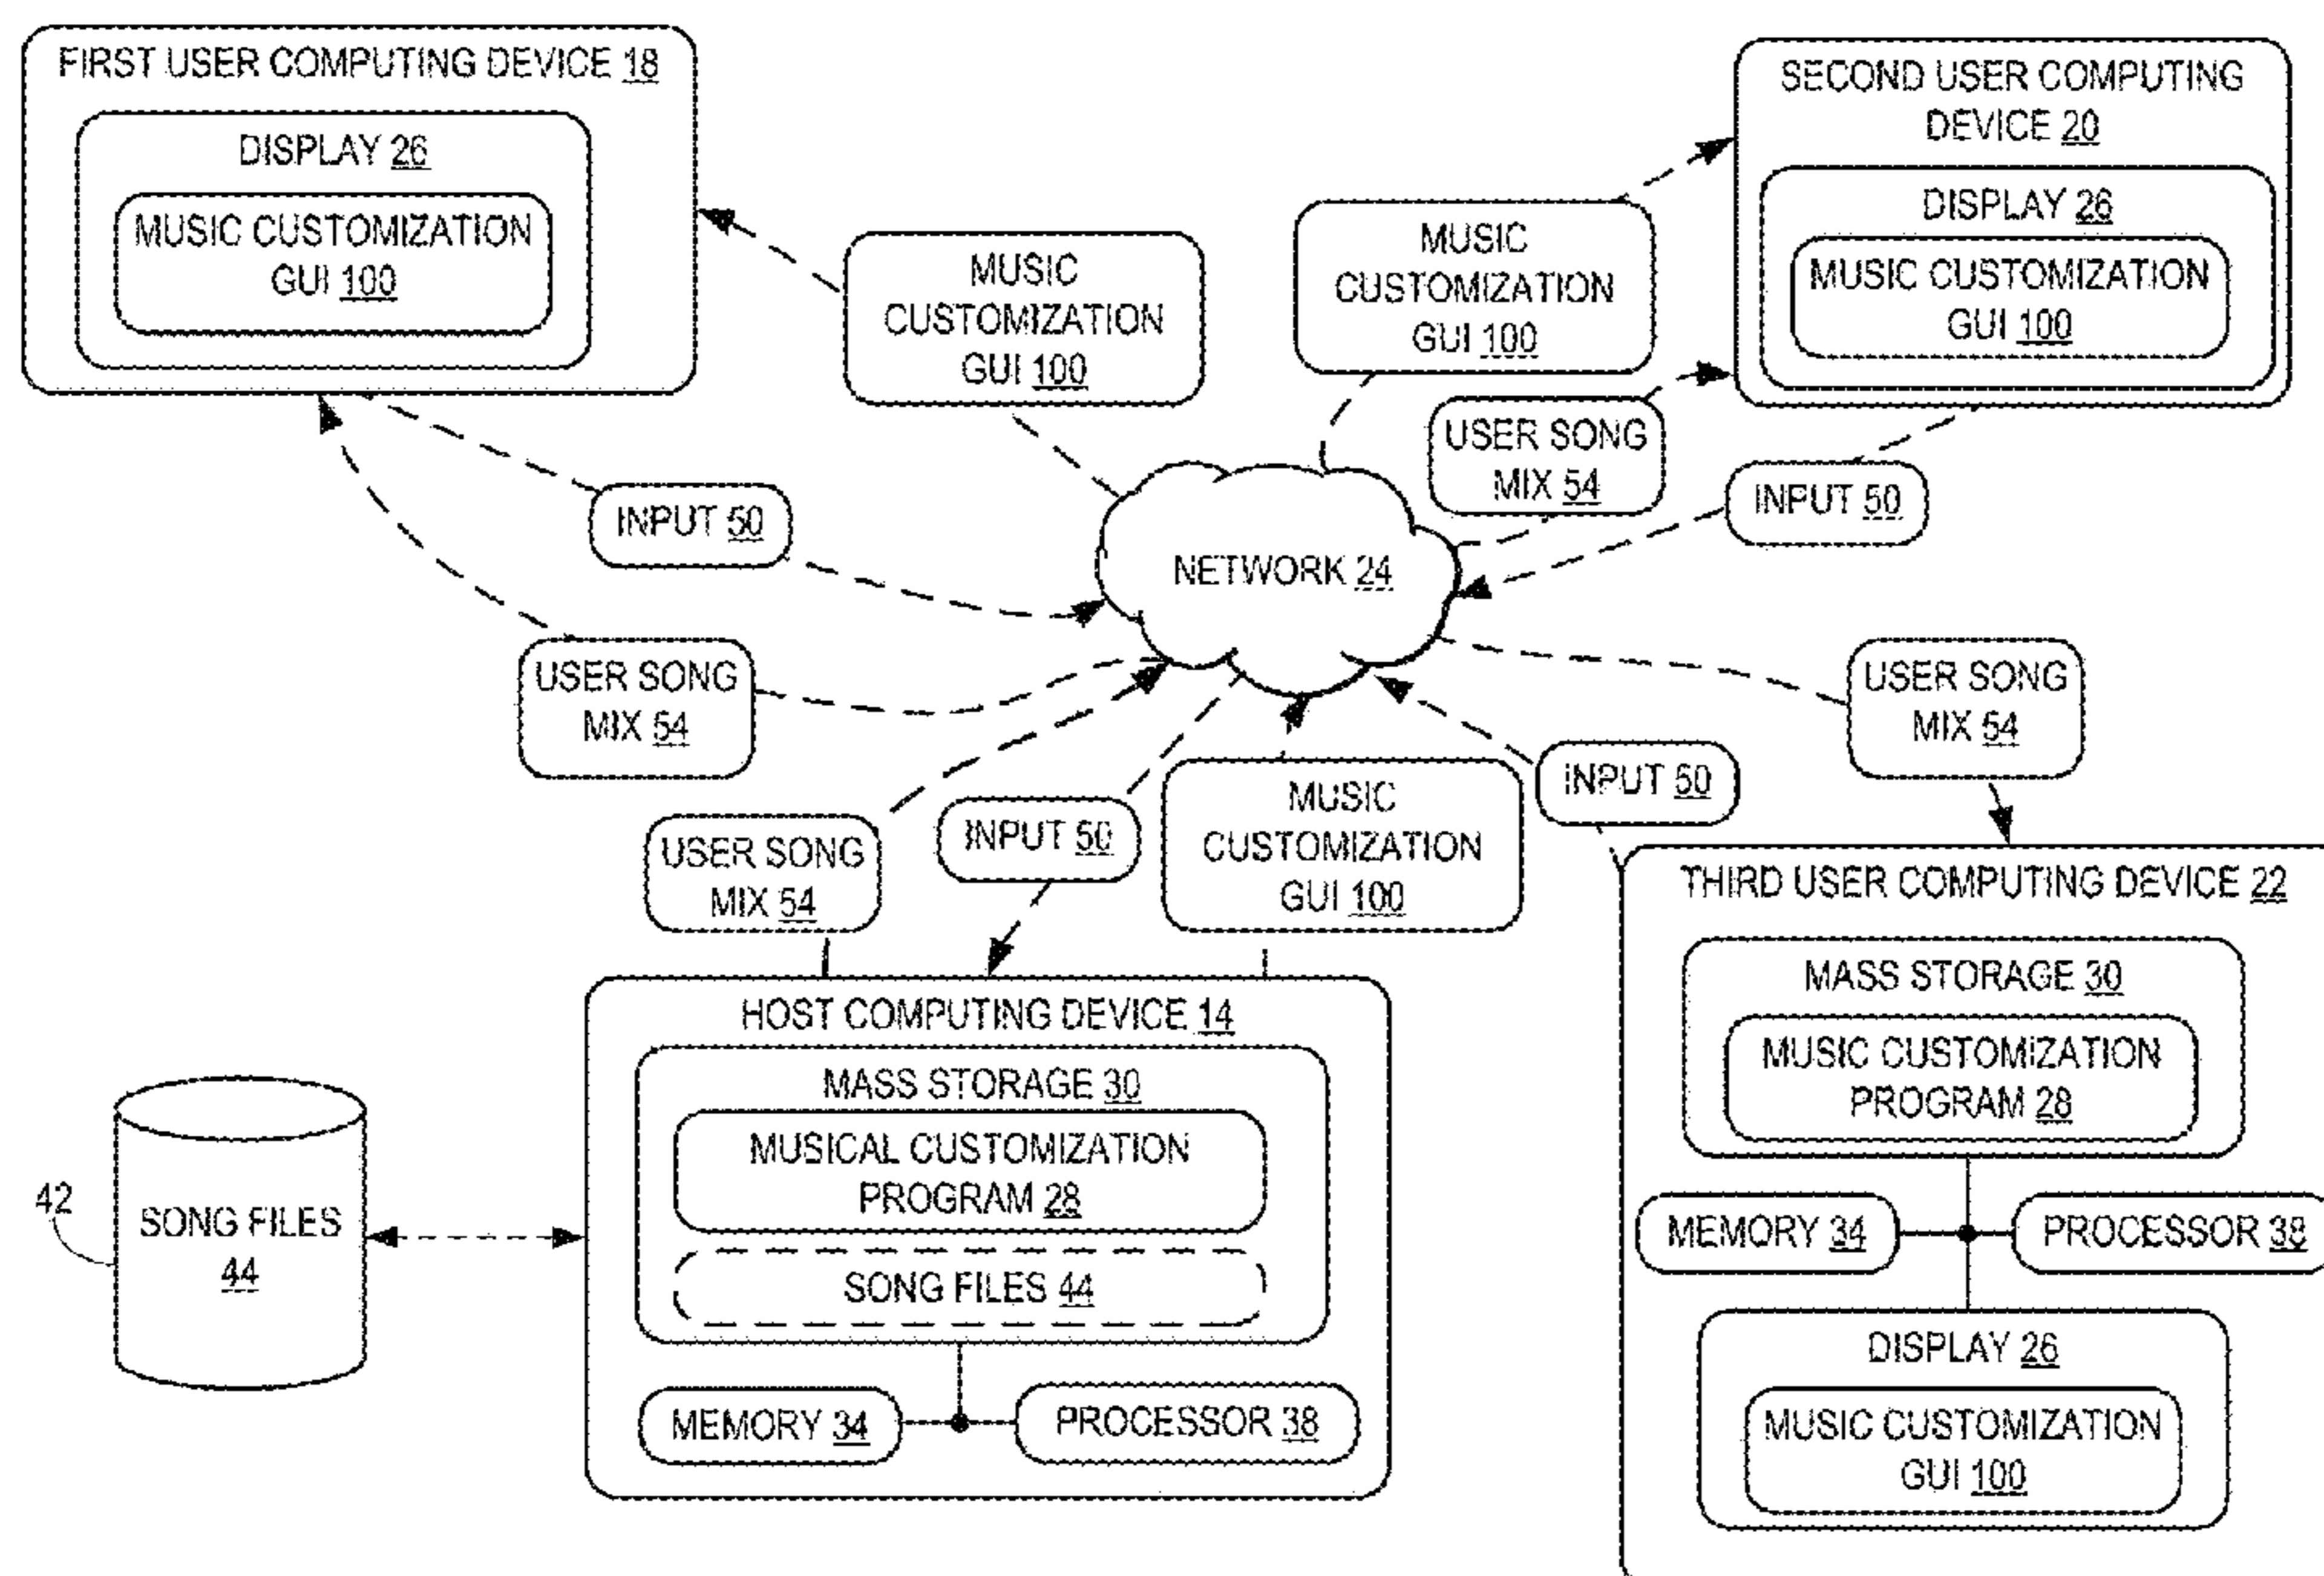 FIRST USER COMPUTING DEVICE 18
DISPLAY 26
MUSIC CUSTOMIZATION
GUI 100
SECOND USER COMPUTING
DEVICE 20
DISPLAY 26
MUSIC CUSTOMIZATION
GUI 100
MUSIC
CUSTOMIZATION
GUI 100
MUSIC
CUSTOMIZATION
GUI 100
USER SONG
MIX 54
INPUT 50
INPUT 50
NETWORK 24
USER SONG
MIX 54
USER SONG
MIX 54
USER SONG
MIX 54
INPUT 50
MUSIC
CUSTOMIZATION
GUI 100
INPUT 50
HOST COMPUTING DEVICE 14
MASS STORAGE 30
MUSICAL CUSTOMIZATION
PROGRAM 28
SONG FILES 44
MEMORY 34
PROCESSOR 38
42
SONG FILES
44
THIRD USER COMPUTING DEVICE 22
MASS STORAGE 30
MUSIC CUSTOMIZATION
PROGRAM 28
MEMORY 34
PROCESSOR 38
DISPLAY 26
MUSIC CUSTOMIZATION
GUI 100